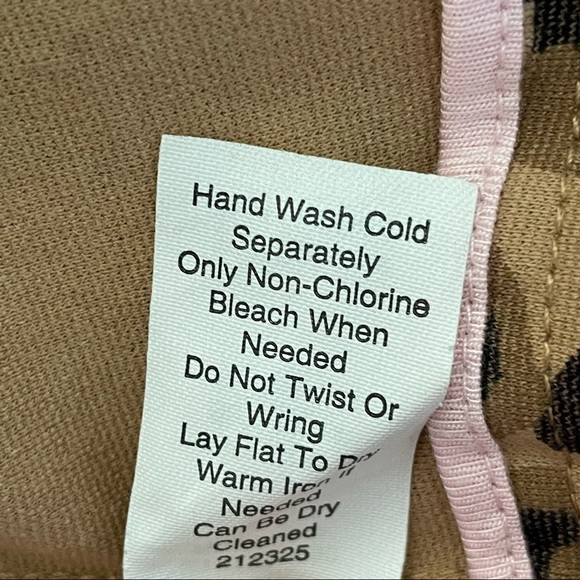 Hand Wash Cold
Separately
Only Non-Chlorine
Bleach When
Needed
Do Not Twist Or
Wring
Lay Flat To Dry
Warm Iron If
Needed
Can Be Dry
Cleaned
212325